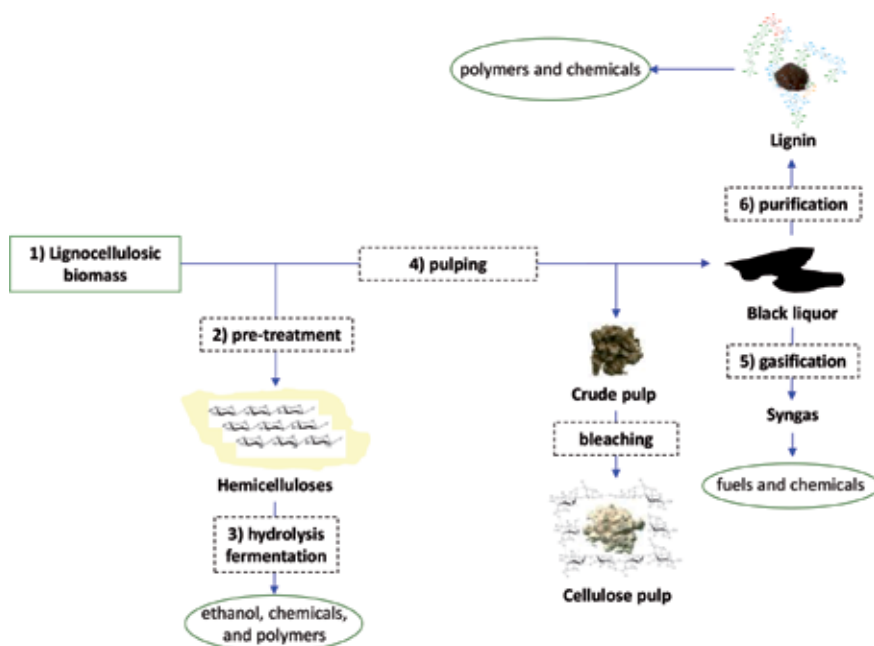 polymers and chemicals
Lignin
6) purification
1) Lignocellulosic
biomass
4) pulping
Black liquor
2) pre-treatment
5) gasification
Crude pulp
Syngas
bleaching
fuels and chemicals
Hemicelluloses
3) hydrolysis
fermentation
Cellulose pulp
ethanol, chemicals,
and polymers